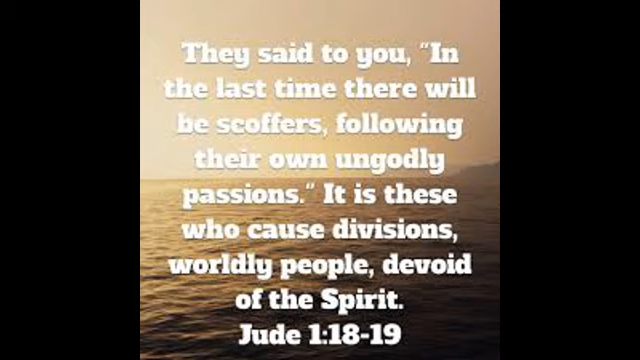 They said to you, "In
the last time there will
be scoffers, following
their own ungodly
passions." It is these
who cause divisions,
worldly people, devoid
of the Spirit.
Jude 1:18-19